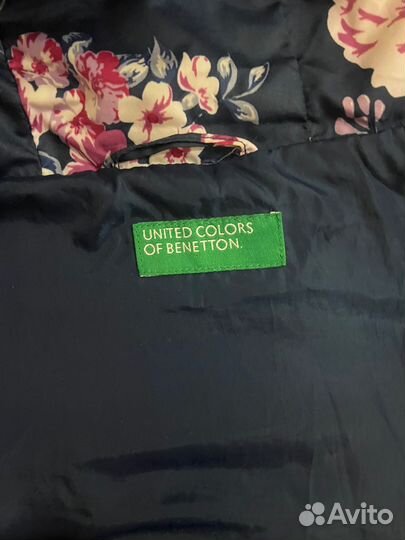 UNITED COLORS
OF BENETTON.
Avito